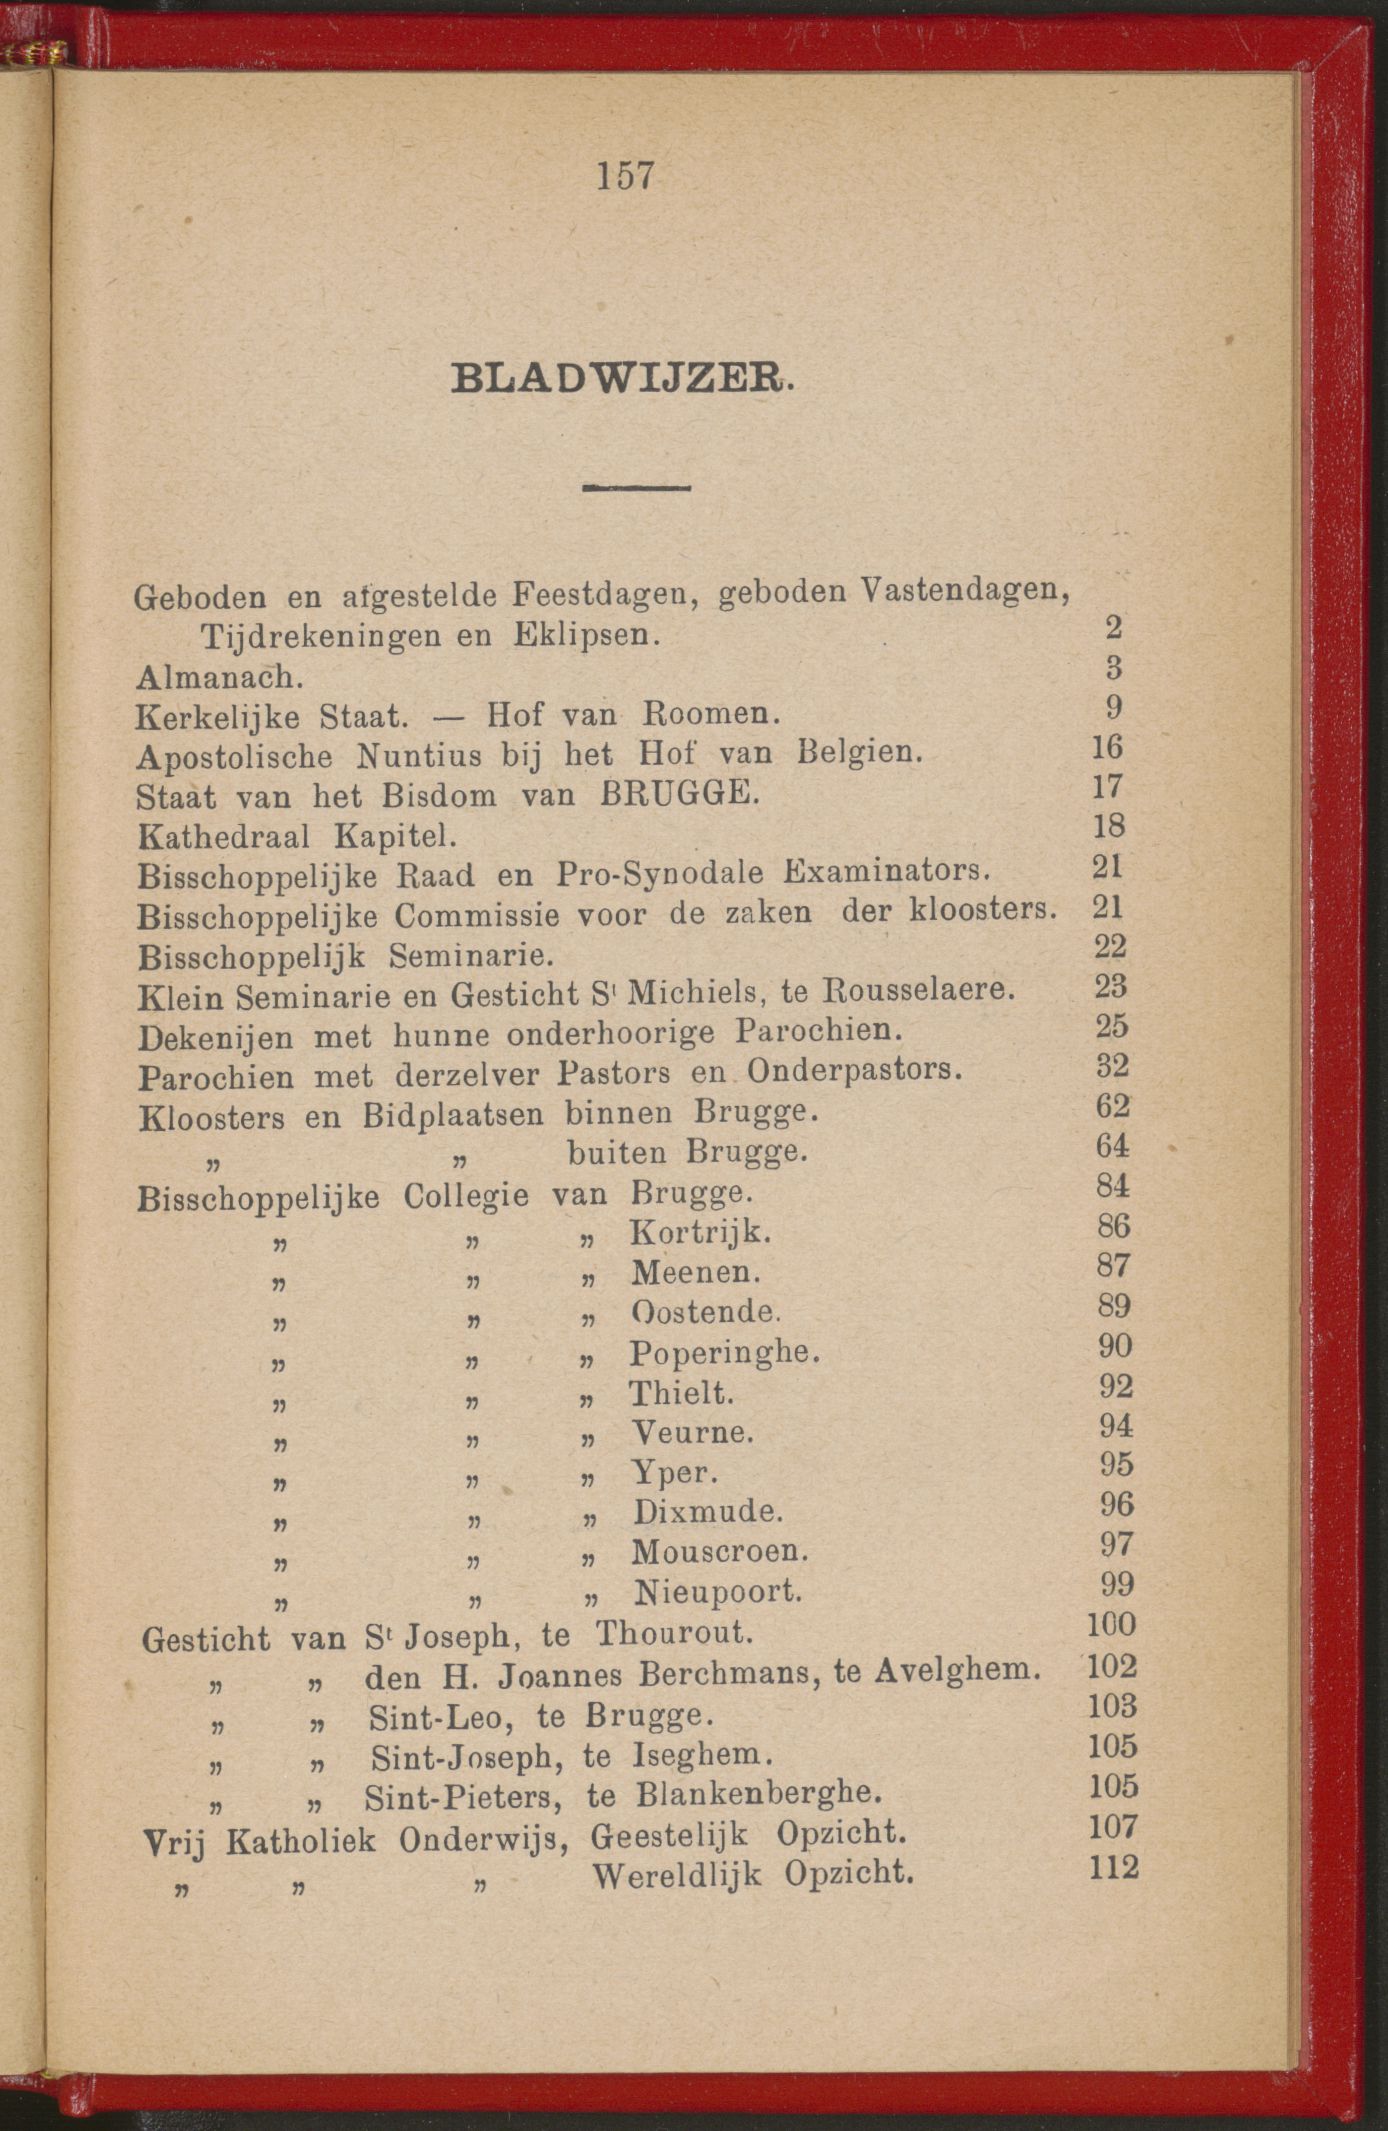 157
BLADWIJZER.
Geboden en afgestelde Feestdagen, geboden Vastendagen,
Tijdrekeningen en Eklipsen. 2
Almanach. 3
Kerkelijke Staat. — Hof van Roomen. 9
Apostolische Nuntius bij het Hof van Belgien. 16
Staat van het Bisdom van BRUGGE. 17
Kathedraal Kapitel. 18
Bisschoppelijke Raad en Pro-Synodale Examinators. 21
Bisschoppelijke Commissie voor de zaken der kloosters. 21
Bisschoppelijk Seminarie. 22
Klein Seminarie en Gesticht Sᵗ Michiels, te Rousselaere. 23
Dekenijen met hunne onderhoorige Parochien. 25
Parochien met derzelver Pastors en Onderpastors. 32
Kloosters en Bidplaatsen binnen Brugge. 62
„ „ buiten Brugge. 64
Bisschoppelijke Collegie van Brugge. 84
„ „ „ Kortrijk. 86
„ „ „ Meenen. 87
„ „ „ Oostende. 89
„ „ „ Poperinghe. 90
„ „ „ Thielt. 92
„ „ „ Veurne. 94
„ „ „ Yper. 95
„ „ „ Dixmude. 96
„ „ „ Mouscroen. 97
„ „ „ Nieupoort. 99
Gesticht van Sᵗ Joseph, te Thourout. 100
„ „ den H. Joannes Berchmans, te Avelghem. 102
„ „ Sint-Leo, te Brugge. 103
„ „ Sint-Joseph, te Iseghem. 105
„ „ Sint-Pieters, te Blankenberghe. 105
Vrij Katholiek Onderwijs, Geestelijk Opzicht. 107
„ „ „ Wereldlijk Opzicht. 112